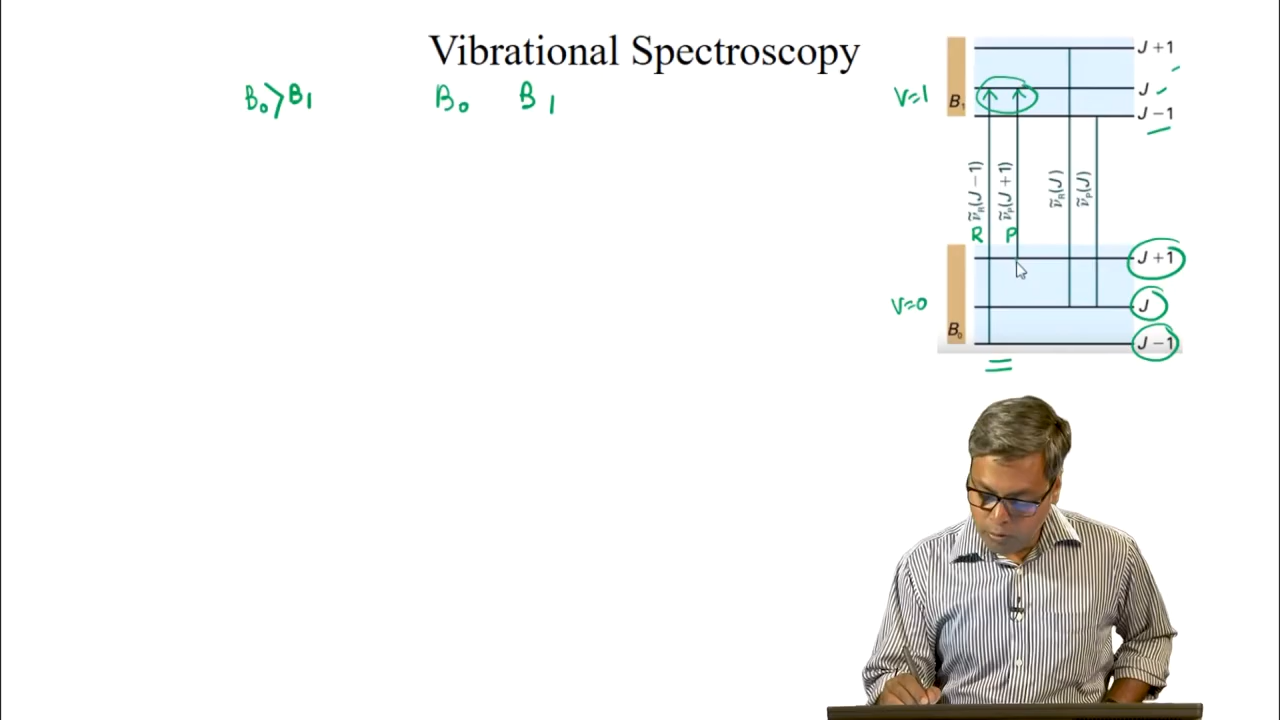 Vibrational Spectroscopy
B₀>B₁ B₀ B₁
J+1
V=1
B₁
J
J−1
ν̃R(J−1)
ν̃P(J+1)
ν̃R(J)
ν̃P(J)
R P
J+1
V=0
J
B₀
J−1